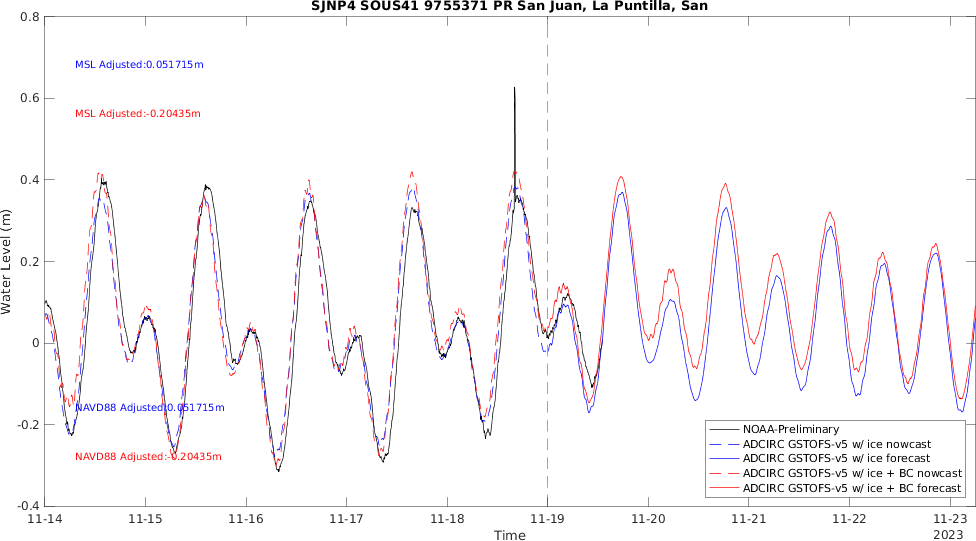 SJNP4 SOUS41 9755371 PR San Juan, La Puntilla, San
0.8
0.6
0.4
0.2
0
-0.2
-0.4
Water Level (m)
MSL Adjusted:0.051715m
MSL Adjusted:-0.20435m
NAVD88 Adjusted:0.051715m
NAVD88 Adjusted:-0.20435m
NOAA-Preliminary
ADCIRC GSTOFS-v5 w/ ice nowcast
ADCIRC GSTOFS-v5 w/ ice forecast
ADCIRC GSTOFS-v5 w/ ice + BC nowcast
ADCIRC GSTOFS-v5 w/ ice + BC forecast
11-14 11-15 11-16 11-17 11-18 11-19 11-20 11-21 11-22 11-23
2023
Time